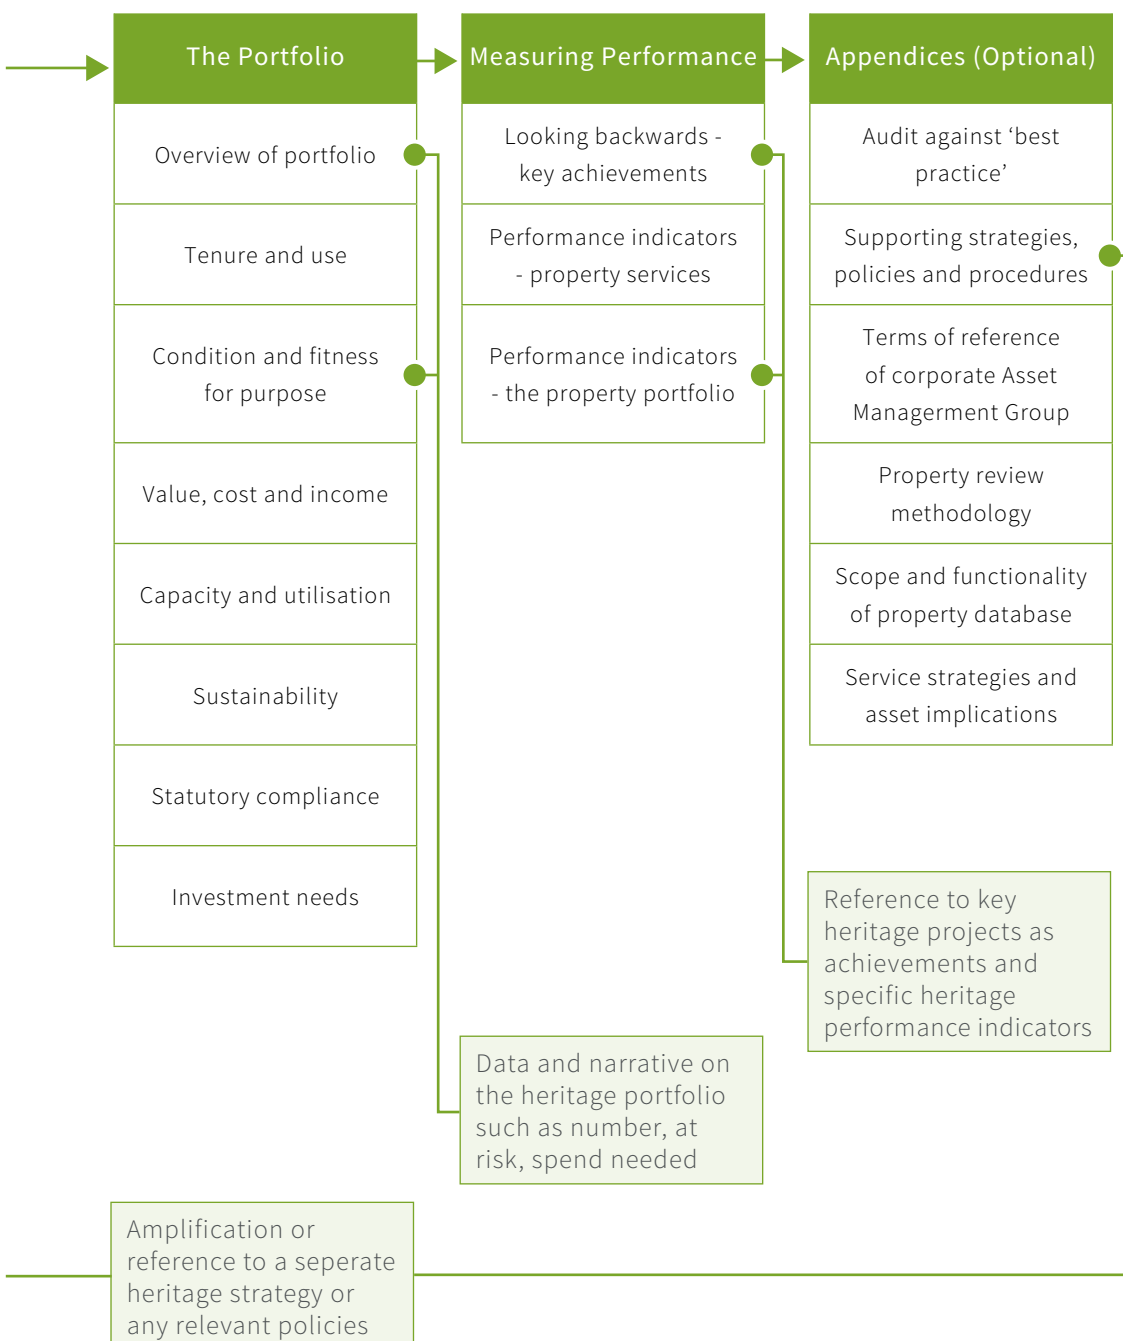 The Portfolio
Overview of portfolio
Tenure and use
Condition and fitness
for purpose
Value, cost and income
Capacity and utilisation
Sustainability
Statutory compliance
Investment needs
Measuring Performance
Looking backwards -
key achievements
Performance indicators
- property services
Performance indicators
- the property portfolio
Appendices (Optional)
Audit against ‘best
practice’
Supporting strategies,
policies and procedures
Terms of reference
of corporate Asset
Managerment Group
Property review
methodology
Scope and functionality
of property database
Service strategies and
asset implications
Reference to key
heritage projects as
achievements and
specific heritage
performance indicators
Data and narrative on
the heritage portfolio
such as number, at
risk, spend needed
Amplification or
reference to a seperate
heritage strategy or
any relevant policies